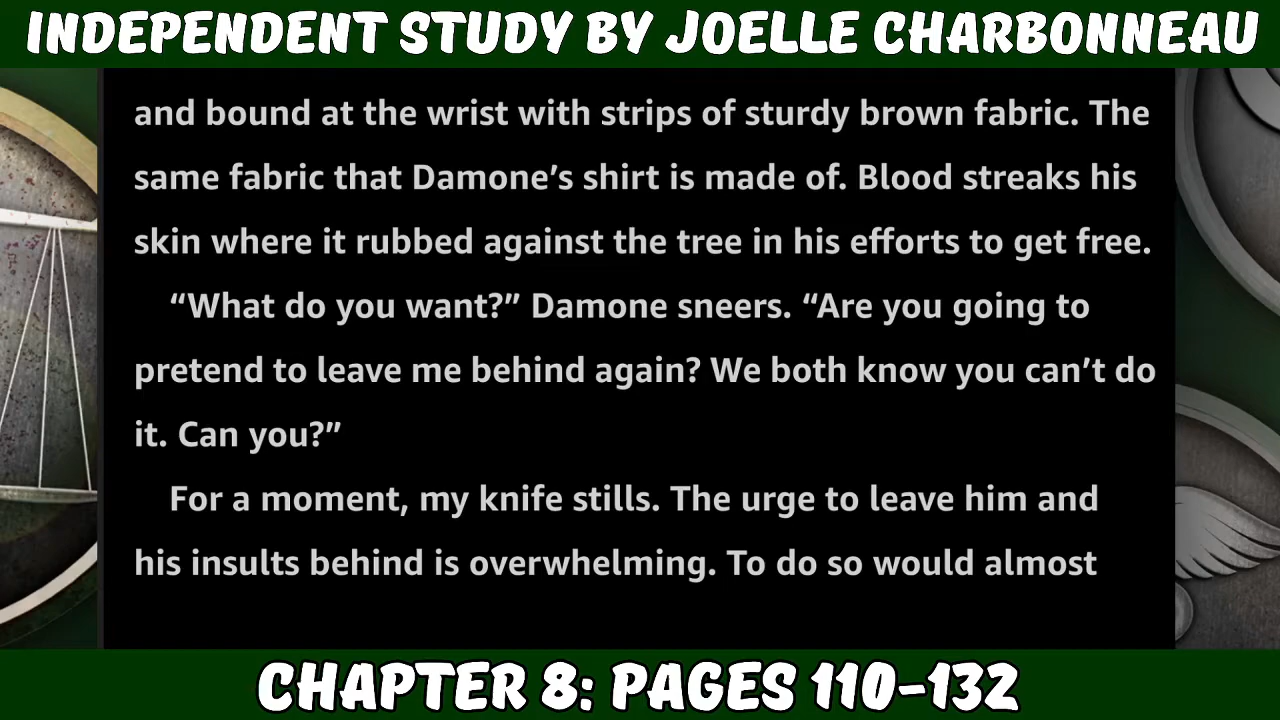 INDEPENDENT STUDY BY JOELLE CHARBONNEAU
and bound at the wrist with strips of sturdy brown fabric. The
same fabric that Damone’s shirt is made of. Blood streaks his
skin where it rubbed against the tree in his efforts to get free.
“What do you want?” Damone sneers. “Are you going to
pretend to leave me behind again? We both know you can’t do
it. Can you?”
For a moment, my knife stills. The urge to leave him and
his insults behind is overwhelming. To do so would almost
CHAPTER 8: PAGES 110-132